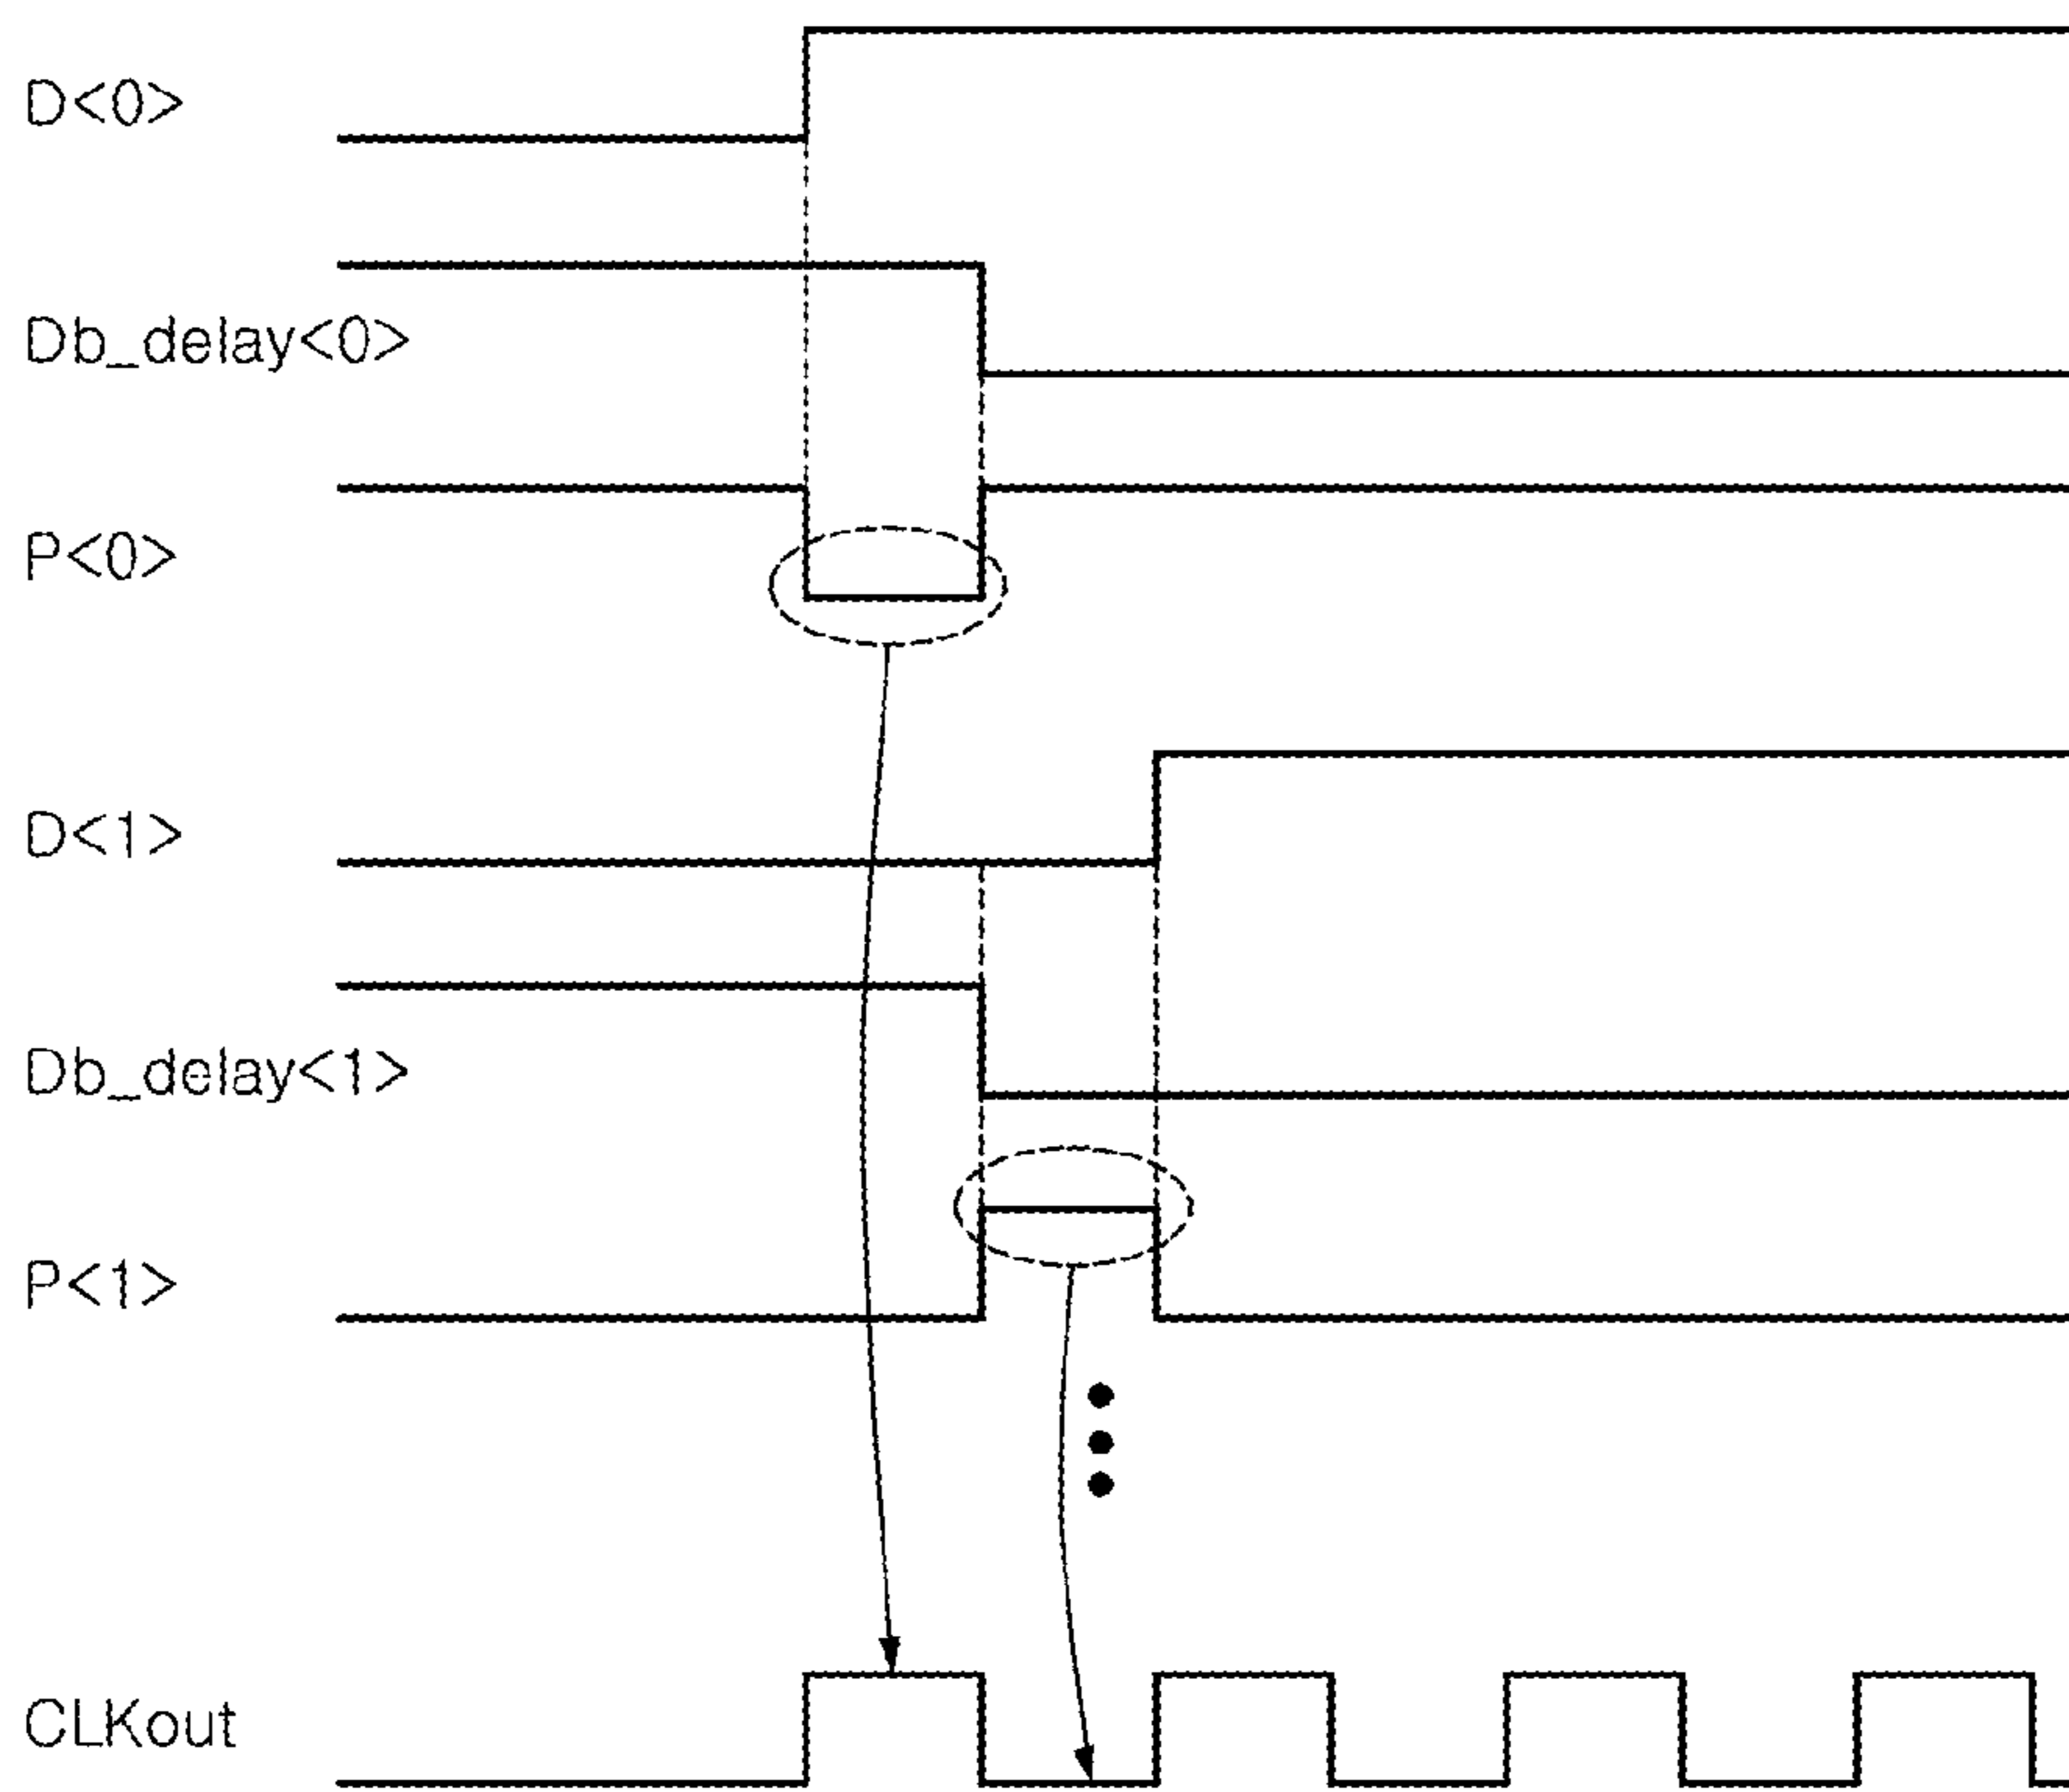 D<0>
Db_delay<0>
P<0>
D<1>
Db_delay<1>
P<1>
CLKout